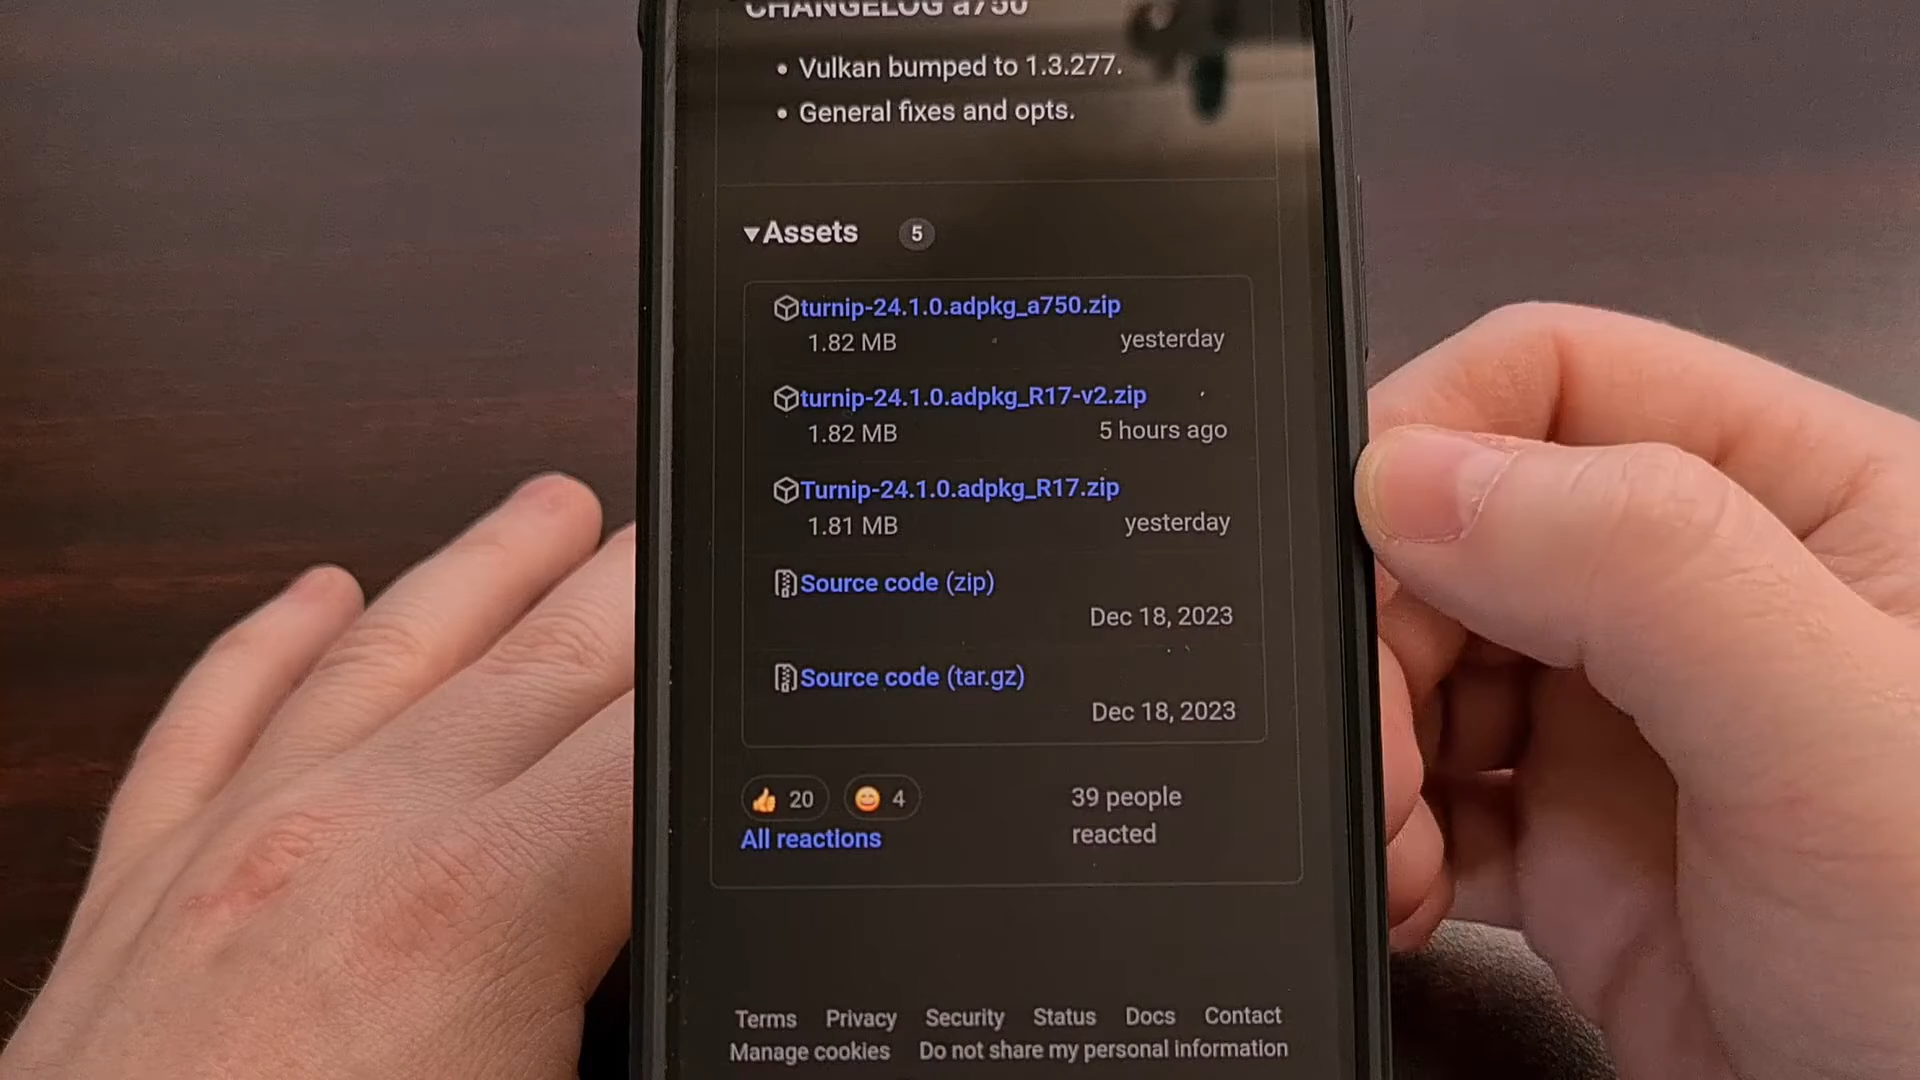 CHANGELOG a750
• Vulkan bumped to 1.3.277.
• General fixes and opts.
▼Assets 5
turnip-24.1.0.adpkg_a750.zip
1.82 MB yesterday
turnip-24.1.0.adpkg_R17-v2.zip
1.82 MB 5 hours ago
Turnip-24.1.0.adpkg_R17.zip
1.81 MB yesterday
Source code (zip)
Dec 18, 2023
Source code (tar.gz)
Dec 18, 2023
👍 20 😄 4 39 people
All reactions reacted
Terms Privacy Security Status Docs Contact
Manage cookies Do not share my personal information